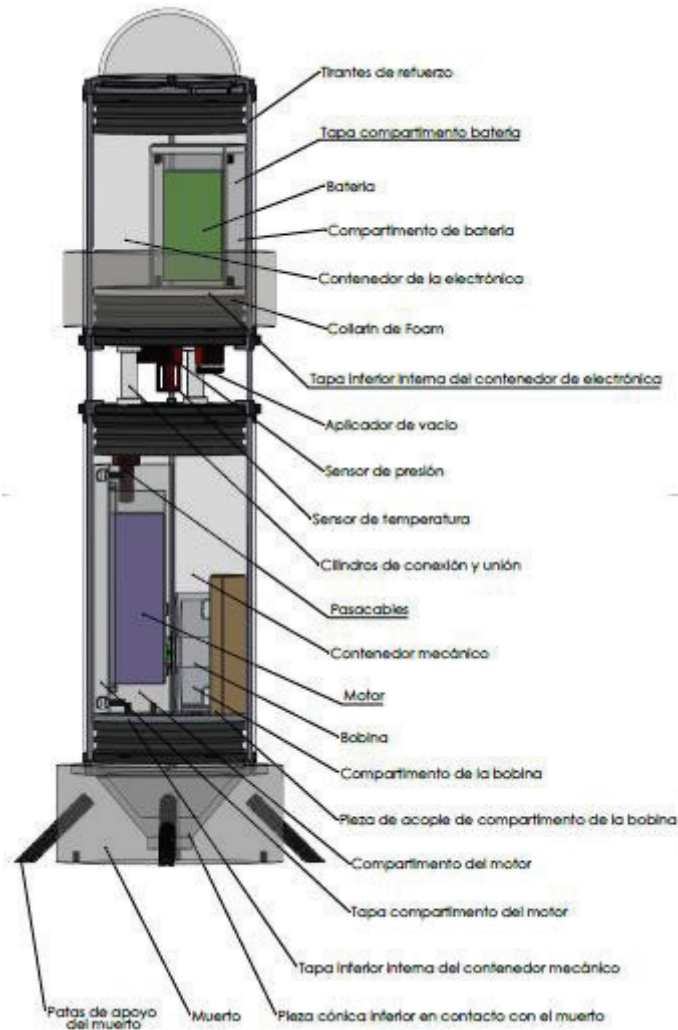 Tirantes de refuerzo
Tapa compartimento batería
Batería
Compartimento de batería
Contenedor de la electrónica
Collarín de Foam
Tapa inferior interna del contenedor de electrónica
Aplicador de vacío
Sensor de presión
Sensor de temperatura
Cilindros de conexión y unión
Pasacables
Contenedor mecánico
Motor
Bobina
Compartimento de la bobina
Pieza de acople de compartimento de la bobina
Compartimento del motor
Tapa compartimento del motor
Tapa inferior interna del contenedor mecánico
Patas de apoyo
del muerto
Muerto
Pieza cónica inferior en contacto con el muerto